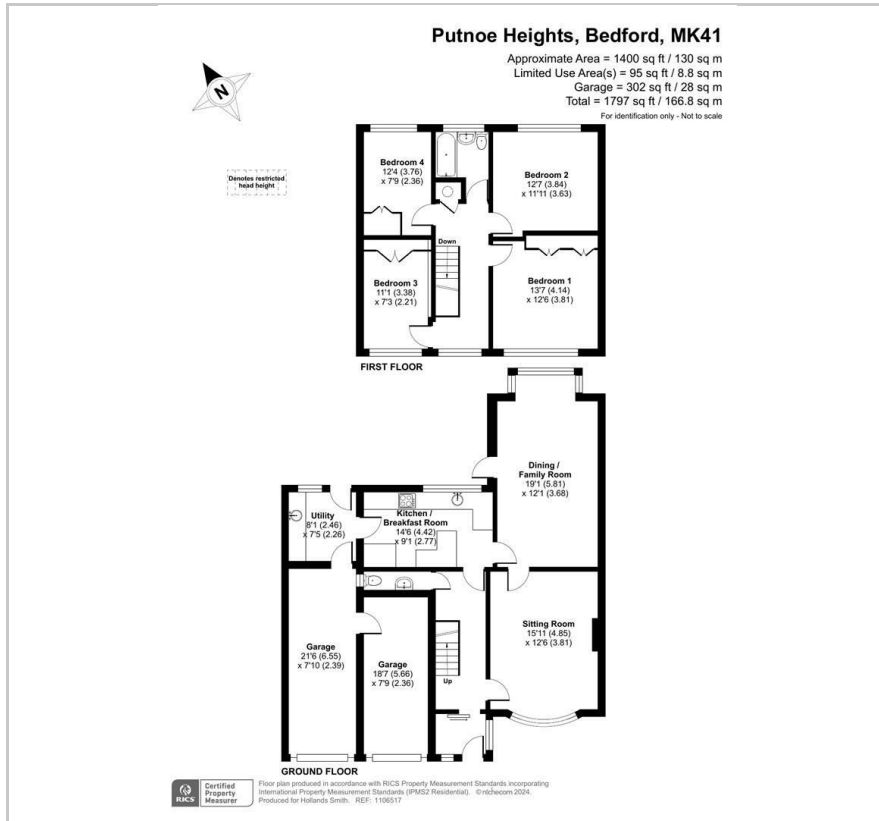 Putnoe Heights, Bedford, MK41
Approximate Area = 1400 sq ft / 130 sq m
Limited Use Area(s) = 95 sq ft / 8.8 sq m
Garage = 302 sq ft / 28 sq m
Total = 1797 sq ft / 166.8 sq m
For identification only - Not to scale
N
Denotes restricted
head height
Bedroom 4
12'4 (3.76)
x 7'9 (2.36)
Bedroom 2
12'7 (3.84)
x 11'11 (3.63)
Down
Bedroom 3
11'1 (3.38)
x 7'3 (2.21)
Bedroom 1
13'7 (4.14)
x 12'6 (3.81)
FIRST FLOOR
Dining /
Family Room
19'1 (5.81)
x 12'1 (3.68)
Utility
8'1 (2.46)
x 7'5 (2.26)
Kitchen /
Breakfast Room
14'6 (4.42)
x 9'1 (2.77)
Sitting Room
15'11 (4.85)
x 12'6 (3.81)
Garage
21'6 (6.55)
x 7'10 (2.39)
Garage
18'7 (5.66)
x 7'9 (2.36)
Up
GROUND FLOOR
RICS
Certified
Property
Measurer
Floor plan produced in accordance with RICS Property Measurement Standards incorporating
International Property Measurement Standards (IPMS2 Residential). © nichecom 2024.
Produced for Hollands Smith. REF: 1106517